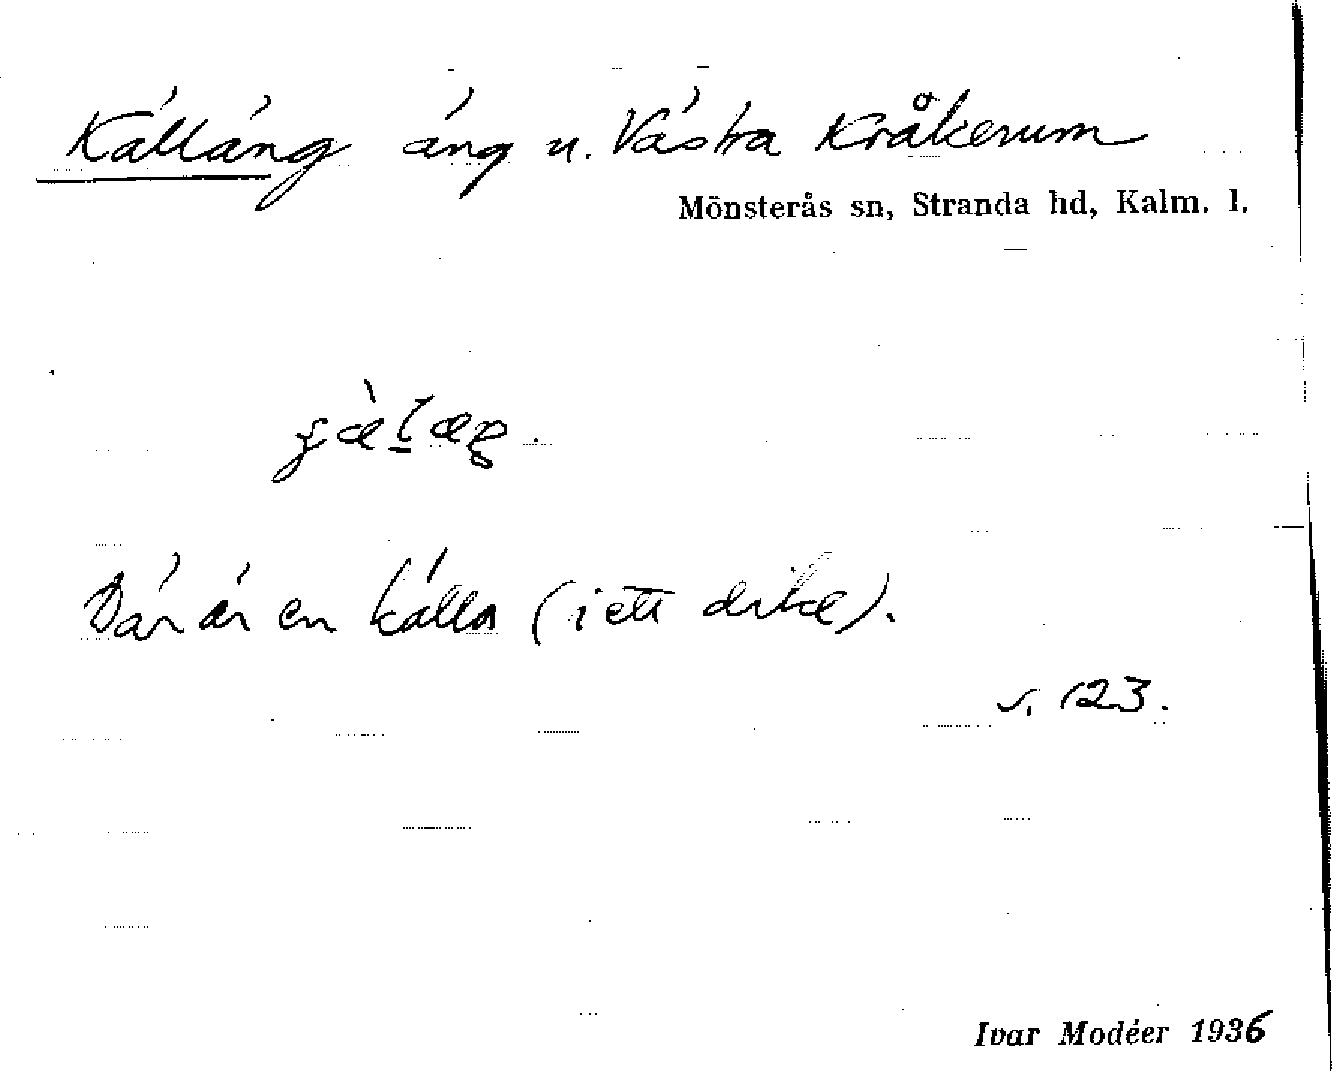 Källäng äng u. Västra Kråkerum
Mönsterås sn, Stranda hd, Kalm. l.
Där är en källa (i ett dike).
s. 123.
Ivar Modéer 1936